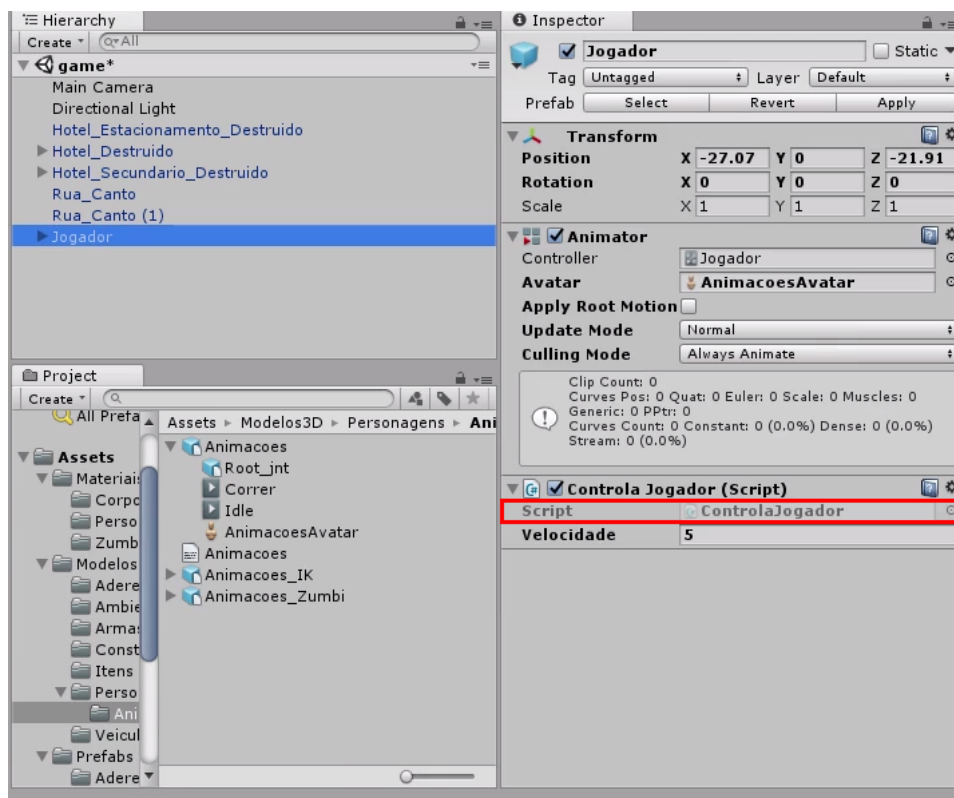 Hierarchy
Create
All
game*
Main Camera
Directional Light
Hotel_Estacionamento_Destruido
Hotel_Destruido
Hotel_Secundario_Destruido
Rua_Canto
Rua_Canto (1)
Jogador
Project
Create
All Prefa
Assets
Materiai
Corpo
Perso
Zumb
Modelos
Adere
Ambie
Arma
Const
Itens
Perso
Ani
Veicul
Prefabs
Adere
Assets Modelos3D Personagens Ani
Animacoes
Root_jnt
Correr
Idle
AnimacoesAvatar
Animacoes
Animacoes_IK
Animacoes_Zumbi
Inspector
Jogador Static
Tag Untagged Layer Default
Prefab Select Revert Apply
Transform
Position X -27.07 Y 0 Z -21.91
Rotation X 0 Y 0 Z 0
Scale X 1 Y 1 Z 1
Animator
Controller Jogador
Avatar AnimacoesAvatar
Apply Root Motion
Update Mode Normal
Culling Mode Always Animate
Clip Count: 0
Curves Pos: 0 Quat: 0 Euler: 0 Scale: 0 Muscles: 0
Generic: 0 PPtr: 0
Curves Count: 0 Constant: 0 (0.0%) Dense: 0 (0.0%)
Stream: 0 (0.0%)
Controla Jogador (Script)
Script ControlaJogador
Velocidade 5